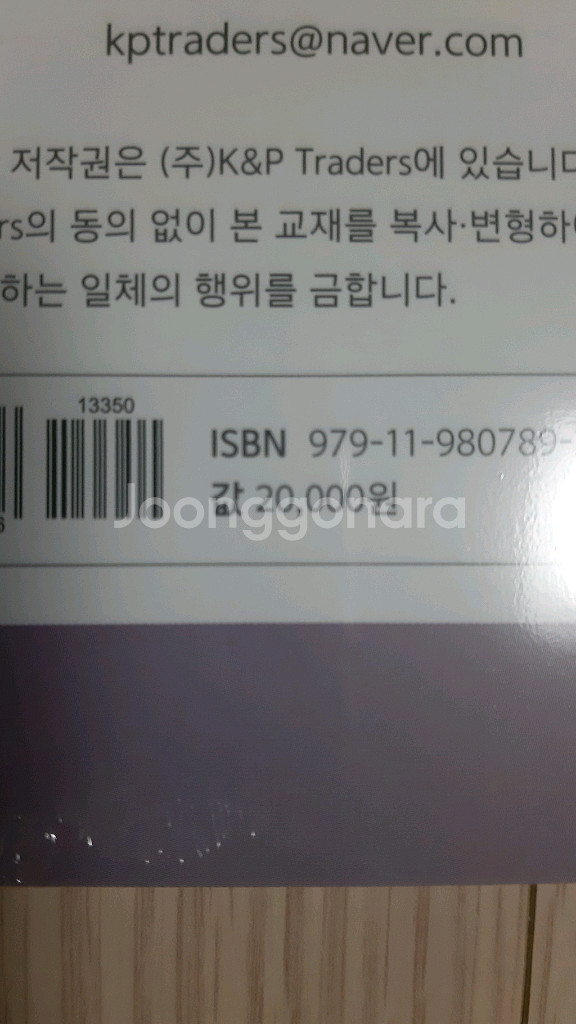 kptraders@naver.com
저작권은 (주)K&P Traders에 있습니다
rs의 동의 없이 본 교재를 복사·변형하여
하는 일체의 행위를 금합니다.
13350
ISBN 979-11-980789-
값 20,000원
Joonggonara
6